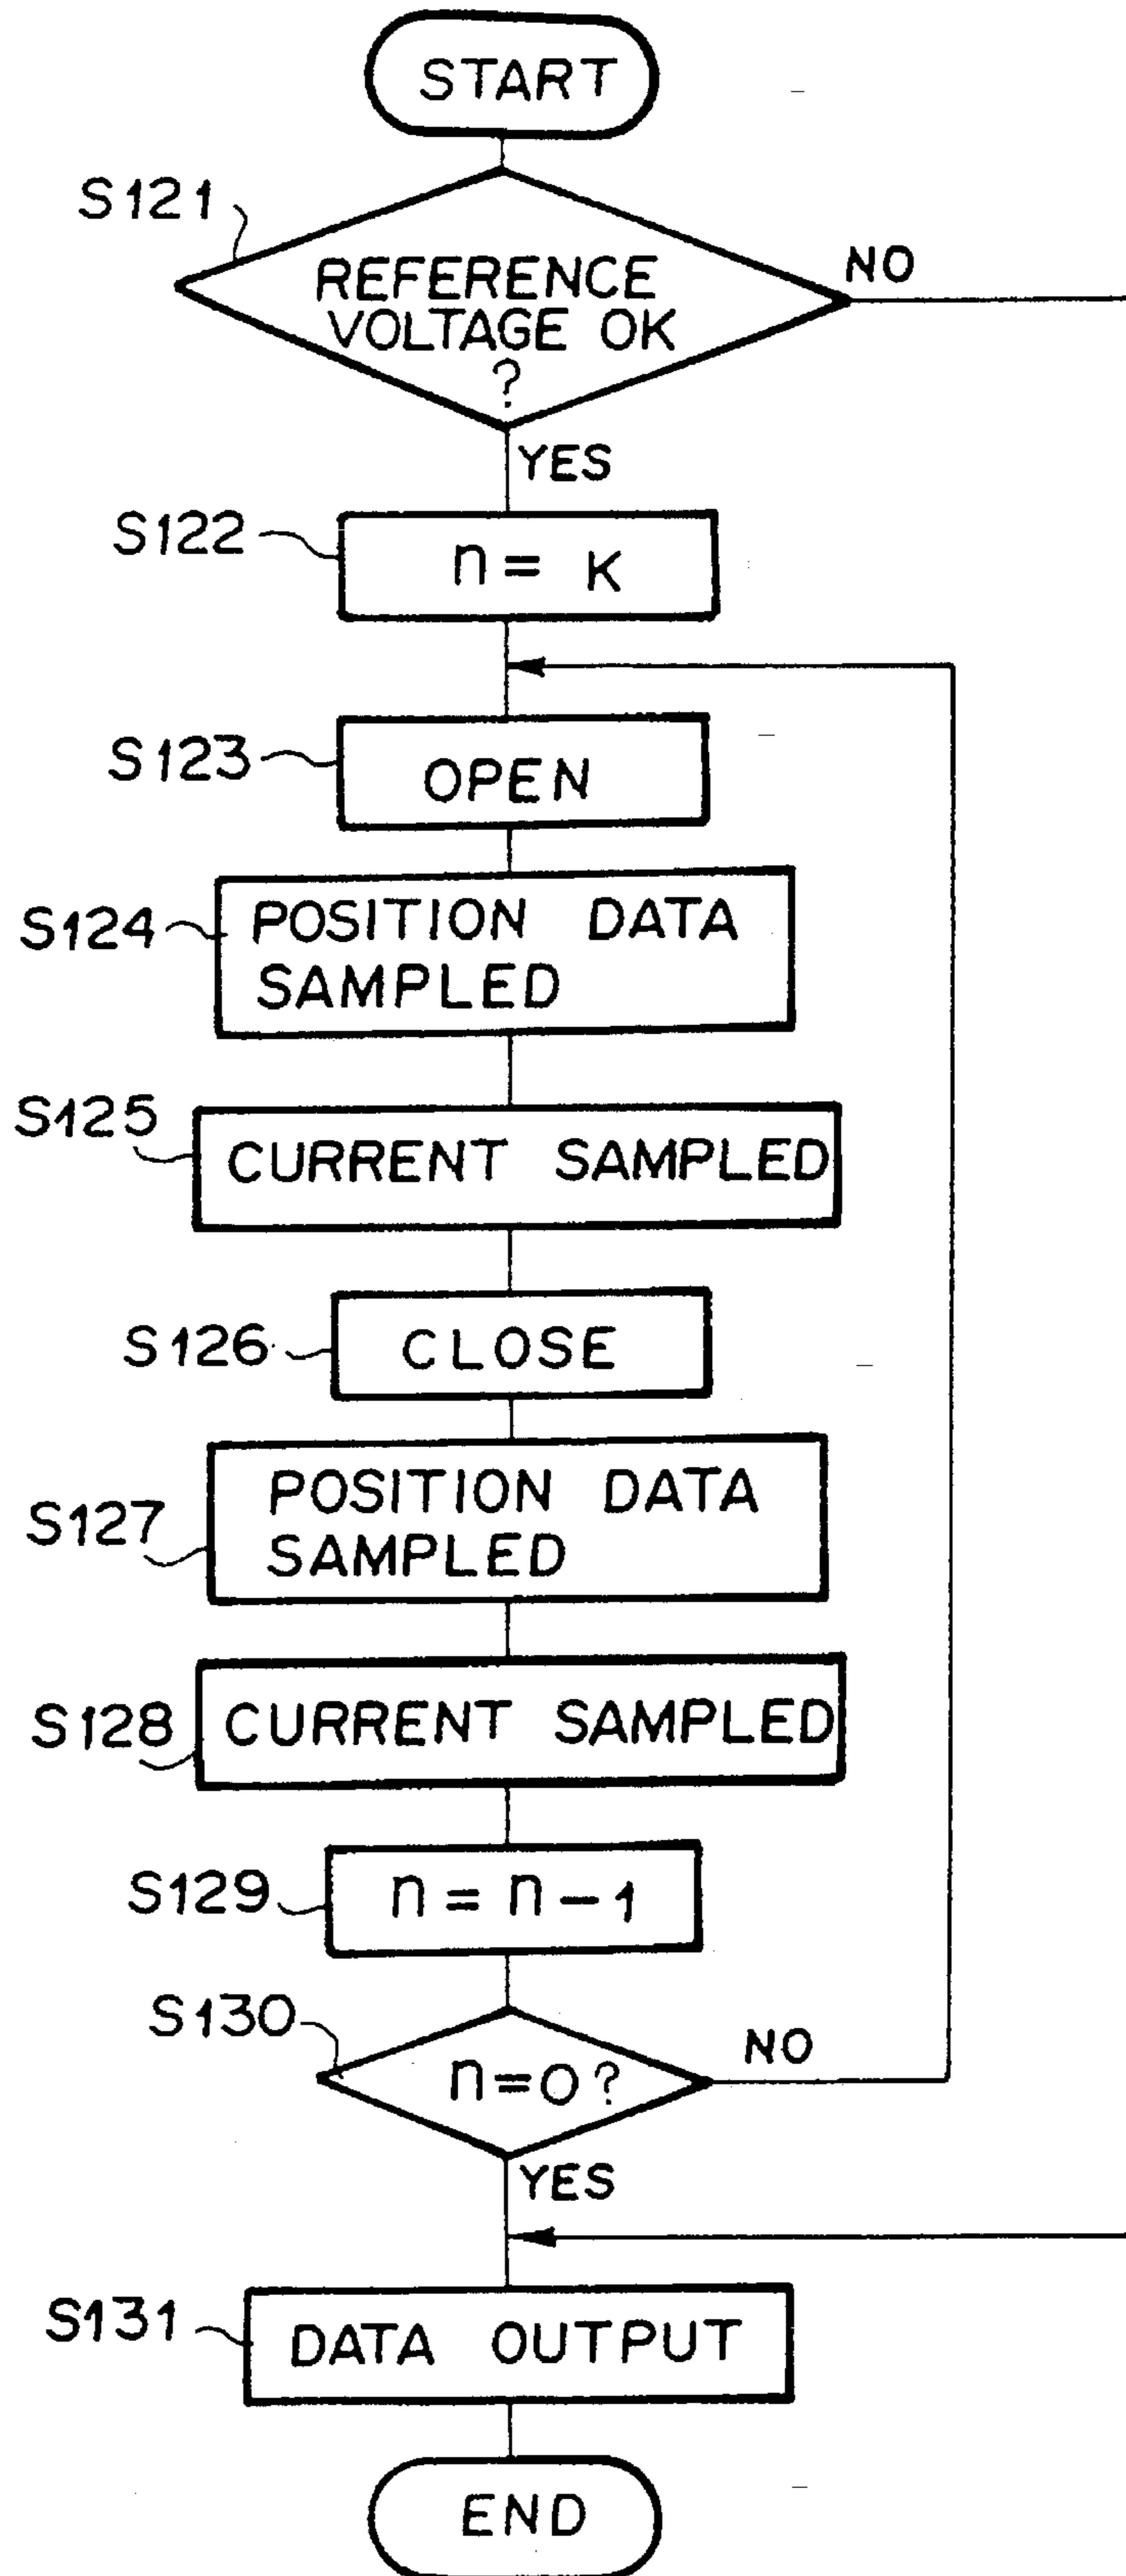 START
S121
REFERENCE
VOLTAGE OK
?
NO
YES
S122
n = K
S123
OPEN
S124
POSITION DATA
SAMPLED
S125
CURRENT SAMPLED
S126
CLOSE
S127
POSITION DATA
SAMPLED
S128
CURRENT SAMPLED
S129
n = n - 1
S130
n = 0 ?
NO
YES
S131
DATA OUTPUT
END